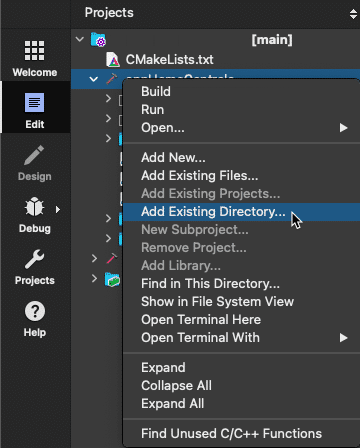 Projects
[main]
CMakeLists.txt
appHomeControls
Welcome
Edit
Design
Debug
Projects
Help
Build
Run
Open...
Add New...
Add Existing Files...
Add Existing Projects...
Add Existing Directory...
New Subproject...
Remove Project...
Add Library...
Find in This Directory...
Show in File System View
Open Terminal Here
Open Terminal With
Expand
Collapse All
Expand All
Find Unused C/C++ Functions